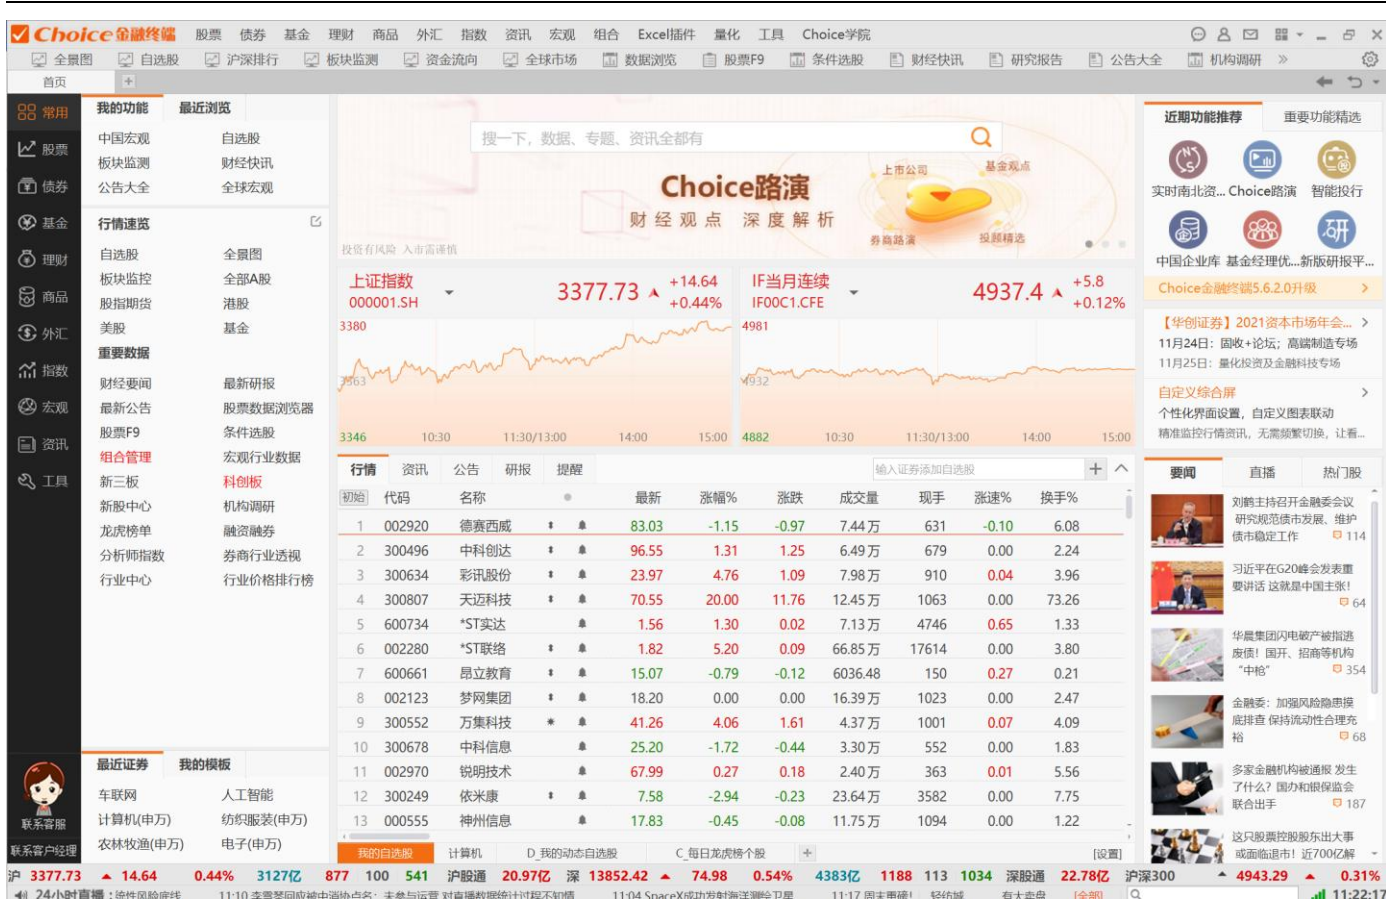 Choice金融终端 股票 债券 基金 理财 商品 外汇 指数 资讯 宏观 组合 Excel插件 量化 工具 Choice学院
全景图 自选股 沪深排行 板块监测 资金流向 全球市场 数据浏览 股票F9 条件选股 财经快讯 研究报告 公告大全 机构调研 »
首页 +
常用
股票
债券
基金
理财
商品
外汇
指数
宏观
资讯
工具
联系客服
联系客户经理
我的功能 最近浏览
中国宏观 自选股
板块监测 财经快讯
公告大全 全球宏观
行情速览
自选股 全景图
板块监控 全部A股
股指期货 港股
美股 基金
重要数据
财经要闻 最新研报
最新公告 股票数据浏览器
股票F9 条件选股
组合管理 宏观行业数据
新三板 科创板
新股中心 机构调研
龙虎榜单 融资融券
分析师指数 券商行业透视
行业中心 行业价格排行榜
最近证券 我的模板
车联网 人工智能
计算机(申万) 纺织服装(申万)
农林牧渔(申万) 电子(申万)
搜一下，数据、专题、资讯全都有
Choice路演
财经观点 深度解析
上市公司
基金观点
券商路演
投顾精选
投资有风险 入市需谨慎
上证指数
000001.SH
3377.73 +14.64
+0.44%
3380
3363
3346 10:30 11:30/13:00 14:00 15:00
IF当月连续
IF00C1.CFE
4937.4 +5.8
+0.12%
4981
4932
4882 10:30 11:30/13:00 14:00 15:00
行情 资讯 公告 研报 提醒 输入证券添加自选股 +
初始 代码 名称 最新 涨幅% 涨跌 成交量 现手 涨速% 换手%
1 002920 德赛西威 83.03 -1.15 -0.97 7.44万 631 -0.10 6.08
2 300496 中科创达 96.55 1.31 1.25 6.49万 679 0.00 2.24
3 300634 彩讯股份 23.97 4.76 1.09 7.98万 910 0.04 3.96
4 300807 天迈科技 70.55 20.00 11.76 12.45万 1063 0.00 73.26
5 600734 *ST实达 1.56 1.30 0.02 7.13万 4746 0.65 1.33
6 002280 *ST联络 1.82 5.20 0.09 66.85万 17614 0.00 3.80
7 600661 昂立教育 15.07 -0.79 -0.12 6036.48 150 0.27 0.21
8 002123 梦网集团 18.20 0.00 0.00 16.39万 1023 0.00 2.47
9 300552 万集科技 41.26 4.06 1.61 4.37万 1001 0.07 4.09
10 300678 中科信息 25.20 -1.72 -0.44 3.30万 552 0.00 1.83
11 002970 锐明技术 67.99 0.27 0.18 2.40万 363 0.01 5.56
12 300249 依米康 7.58 -2.94 -0.23 23.64万 3582 0.00 7.75
13 000555 神州信息 17.83 -0.45 -0.08 11.75万 1094 0.00 1.22
我的自选股 计算机 D_我的动态自选股 C_每日龙虎榜个股 + [设置]
近期功能推荐 重要功能精选
实时南北资... Choice路演 智能投行
中国企业库 基金经理优... 新版研报平...
Choice金融终端5.6.2.0升级
【华创证券】2021资本市场年会...
11月24日：固收+论坛；高端制造专场
11月25日：量化投资及金融科技专场
自定义综合屏
个性化界面设置，自定义图表联动
精准监控行情资讯，无需频繁切换，让看...
要闻 直播 热门股
刘鹤主持召开金融委会议
研究规范债市发展、维护
债市稳定工作 114
习近平在G20峰会发表重
要讲话 这就是中国主张！
64
华晨集团闪电破产被指逃
废债！国开、招商等机构
“中枪” 354
金融委：加强风险隐患摸
底排查 保持流动性合理充
裕 68
多家金融机构被通报 发生
了什么？国办和银保监会
联合出手 187
这只股票控股股东出大事
或面临退市！近700亿解
沪 3377.73 14.64 0.44% 3127亿 877 100 541 沪股通 20.97亿 深 13852.42 74.98 0.54% 4383亿 1188 113 1034 深股通 22.78亿 沪深300 4943.29 0.31%
24小时直播： 11:10 李雪琴回应被中消协点名：未参与运营 对直播数据统计过程不知情 11:04 SpaceX成功发射海洋测绘卫星 11:17 周末重磅！ [全部] 11:22:17